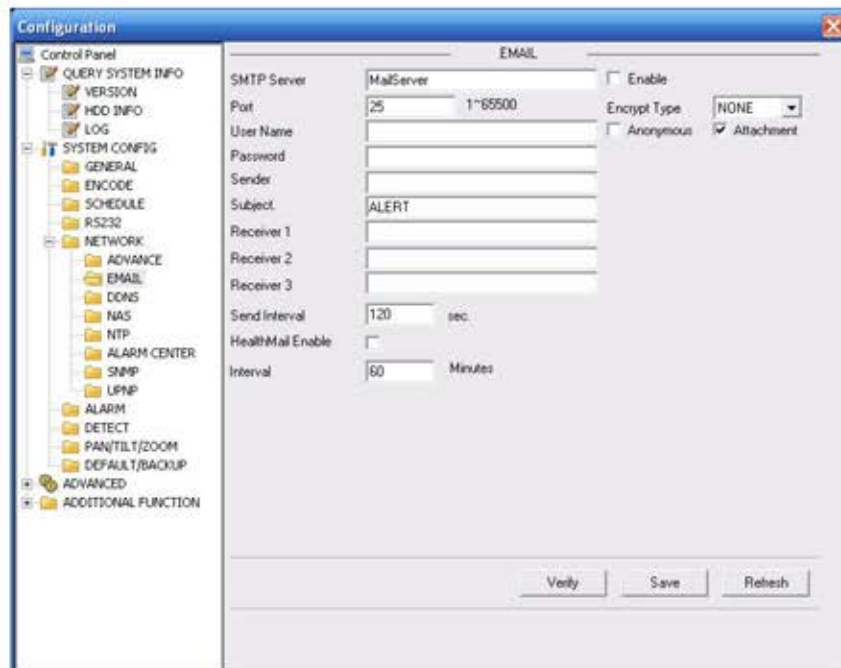 Configuration
Control Panel
QUERY SYSTEM INFO
VERSION
HDD INFO
LOG
SYSTEM CONFIG
GENERAL
ENCODE
SCHEDULE
RS232
NETWORK
ADVANCE
EMAIL
DDNS
NAS
NTP
ALARM CENTER
SNMP
UPNP
ALARM
DETECT
PAN/TILT/ZOOM
DEFAULT/BACKUP
ADVANCED
ADDITIONAL FUNCTION
EMAIL
SMTP Server MailServer Enable
Port 25 1~65500 Encrypt Type NONE
User Name Anonymous Attachment
Password
Sender
Subject ALERT
Receiver 1
Receiver 2
Receiver 3
Send Interval 120 sec.
HealthMail Enable
Interval 60 Minutes
Verify Save Refresh